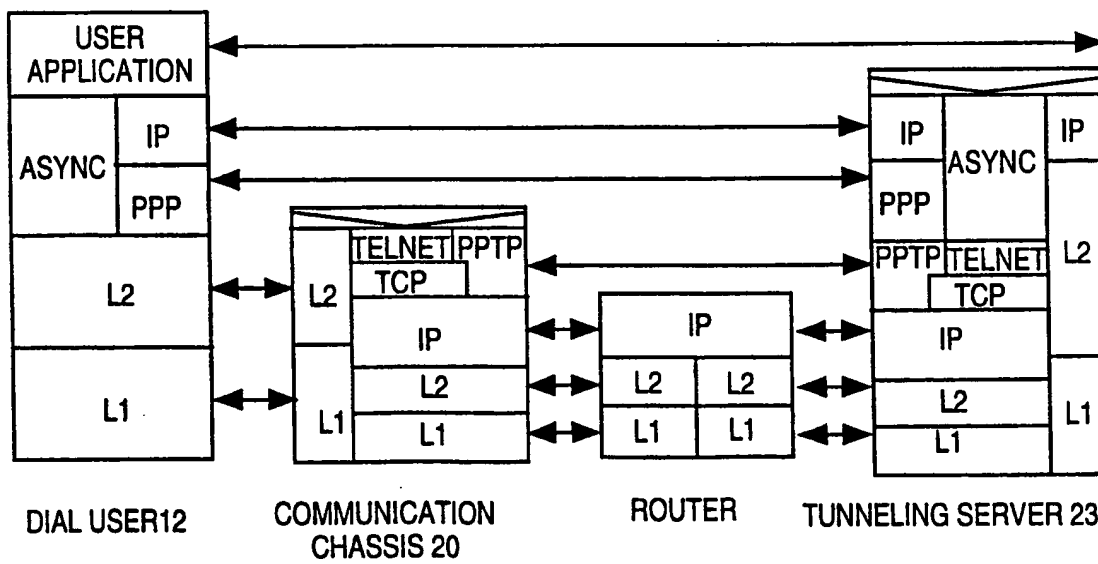 USER
APPLICATION
ASYNC
IP
PPP
L2
L1
DIAL USER12
L2
L1
TELNET
PPTP
TCP
IP
L2
L1
COMMUNICATION
CHASSIS 20
IP
L2
L2
L1
L1
ROUTER
IP
ASYNC
IP
PPP
PPTP
TELNET
L2
TCP
IP
L2
L1
L1
TUNNELING SERVER 23